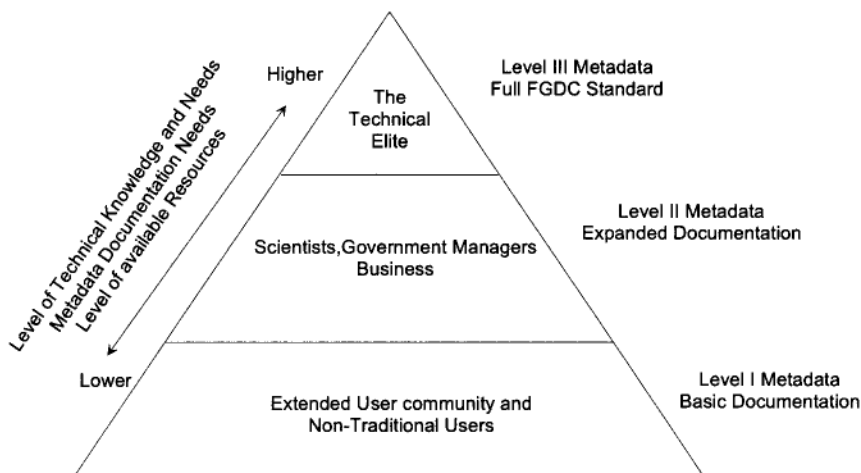 Higher
Level of Technical Knowledge and Needs
Metadata Documentation Needs
Level of available Resources
Lower
The
Technical
Elite
Level III Metadata
Full FGDC Standard
Scientists,Government Managers
Business
Level II Metadata
Expanded Documentation
Extended User community and
Non-Traditional Users
Level I Metadata
Basic Documentation